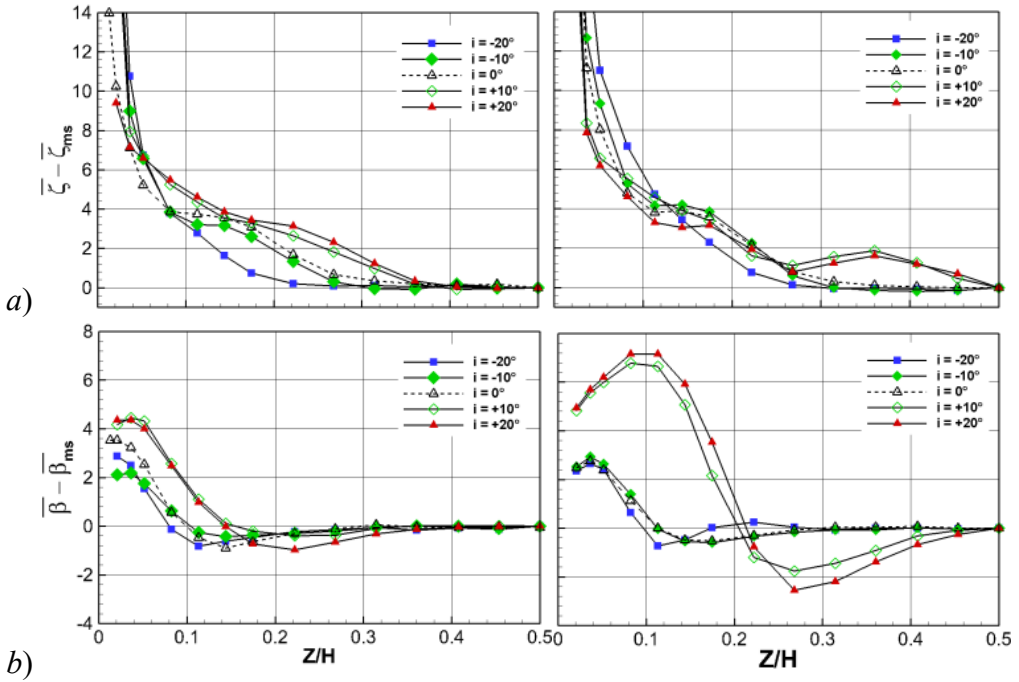 14
12
10
8
6
4
2
0
ζ̅ − ζ̅ms
i = -20°
i = -10°
i = 0°
i = +10°
i = +20°
i = -20°
i = -10°
i = 0°
i = +10°
i = +20°
a)
8
6
4
2
0
-2
-4
β̅ − β̅ms
i = -20°
i = -10°
i = 0°
i = +10°
i = +20°
i = -20°
i = -10°
i = 0°
i = +10°
i = +20°
0 0.1 0.2 0.3 0.4 0.5
Z/H
0 0.1 0.2 0.3 0.4 0.5
Z/H
b)